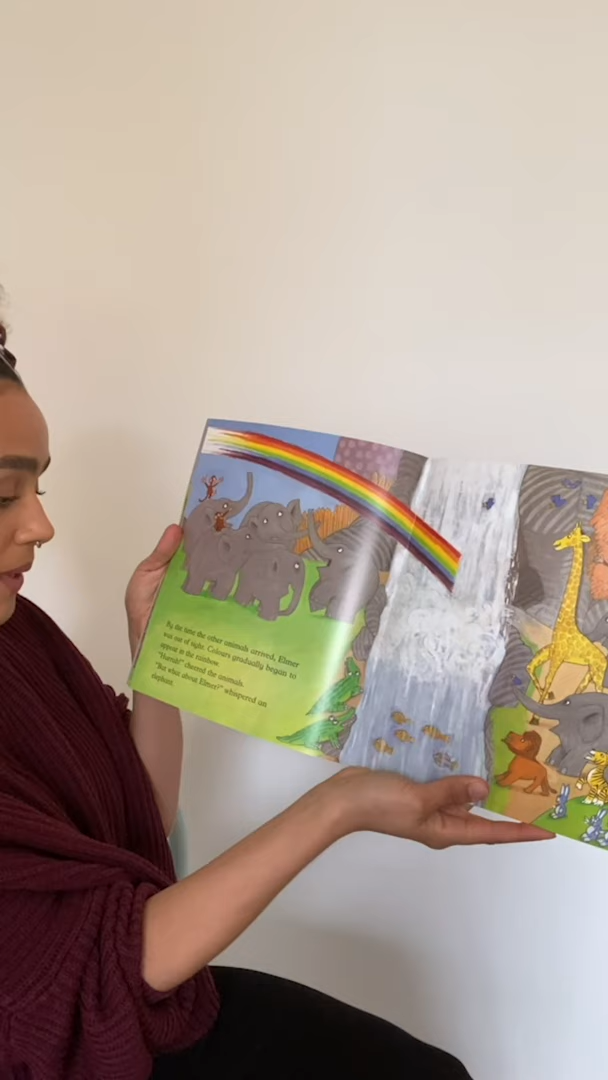 By the time the other animals arrived, Elmer
was out of sight. Colours gradually began to
appear in the rainbow.
"Hurrah!" cheered the animals.
"But what about Elmer?" whispered an
elephant.